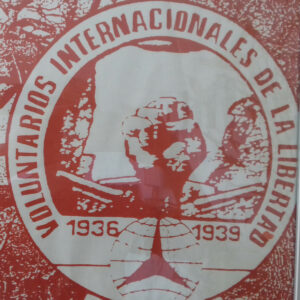 VOLUNTARIOS INTERNACIONALES DE LA LIBERTAD
1936 1939